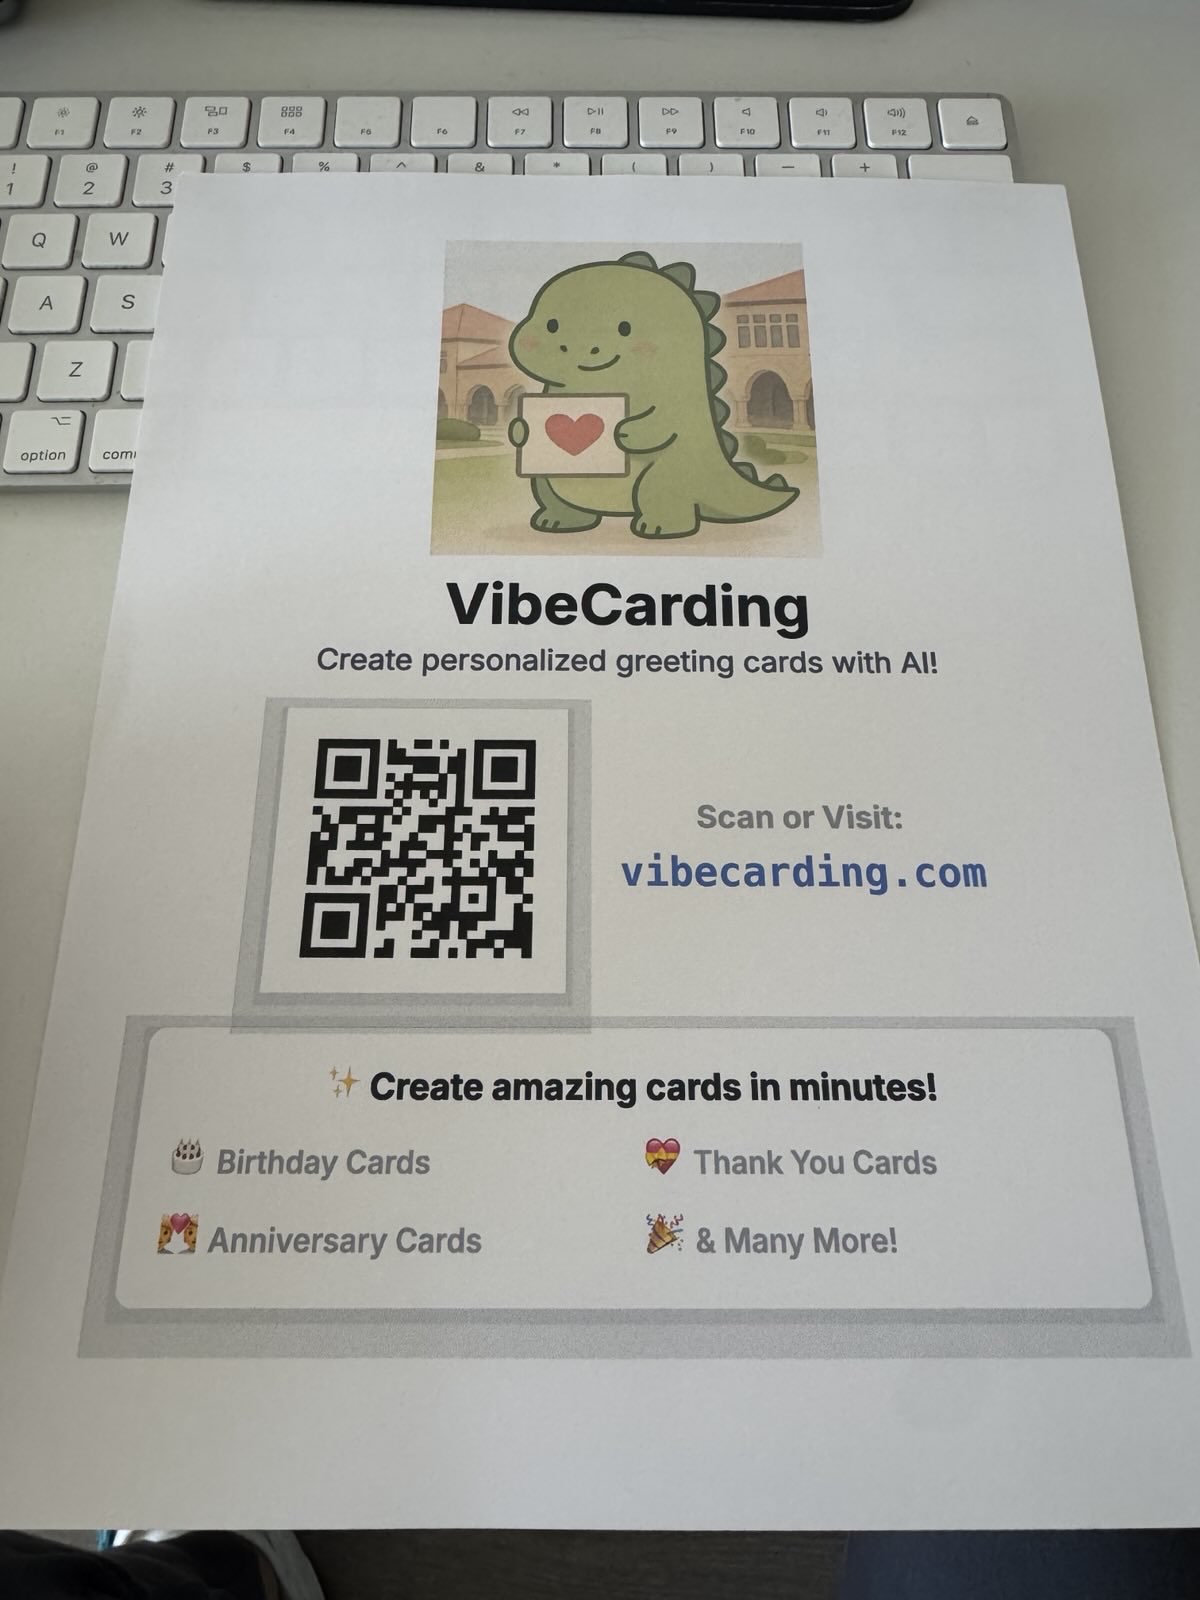 F1 F2 F3 F4 F5 F6 F7 F8 F9 F10 F11 F12
! @ # $ % ^ & * ( ) — +
1 2 3
Q W
A S
Z
option com
VibeCarding
Create personalized greeting cards with AI!
Scan or Visit:
vibecarding.com
✨ Create amazing cards in minutes!
🎂 Birthday Cards
💝 Thank You Cards
💑 Anniversary Cards
🎉 & Many More!